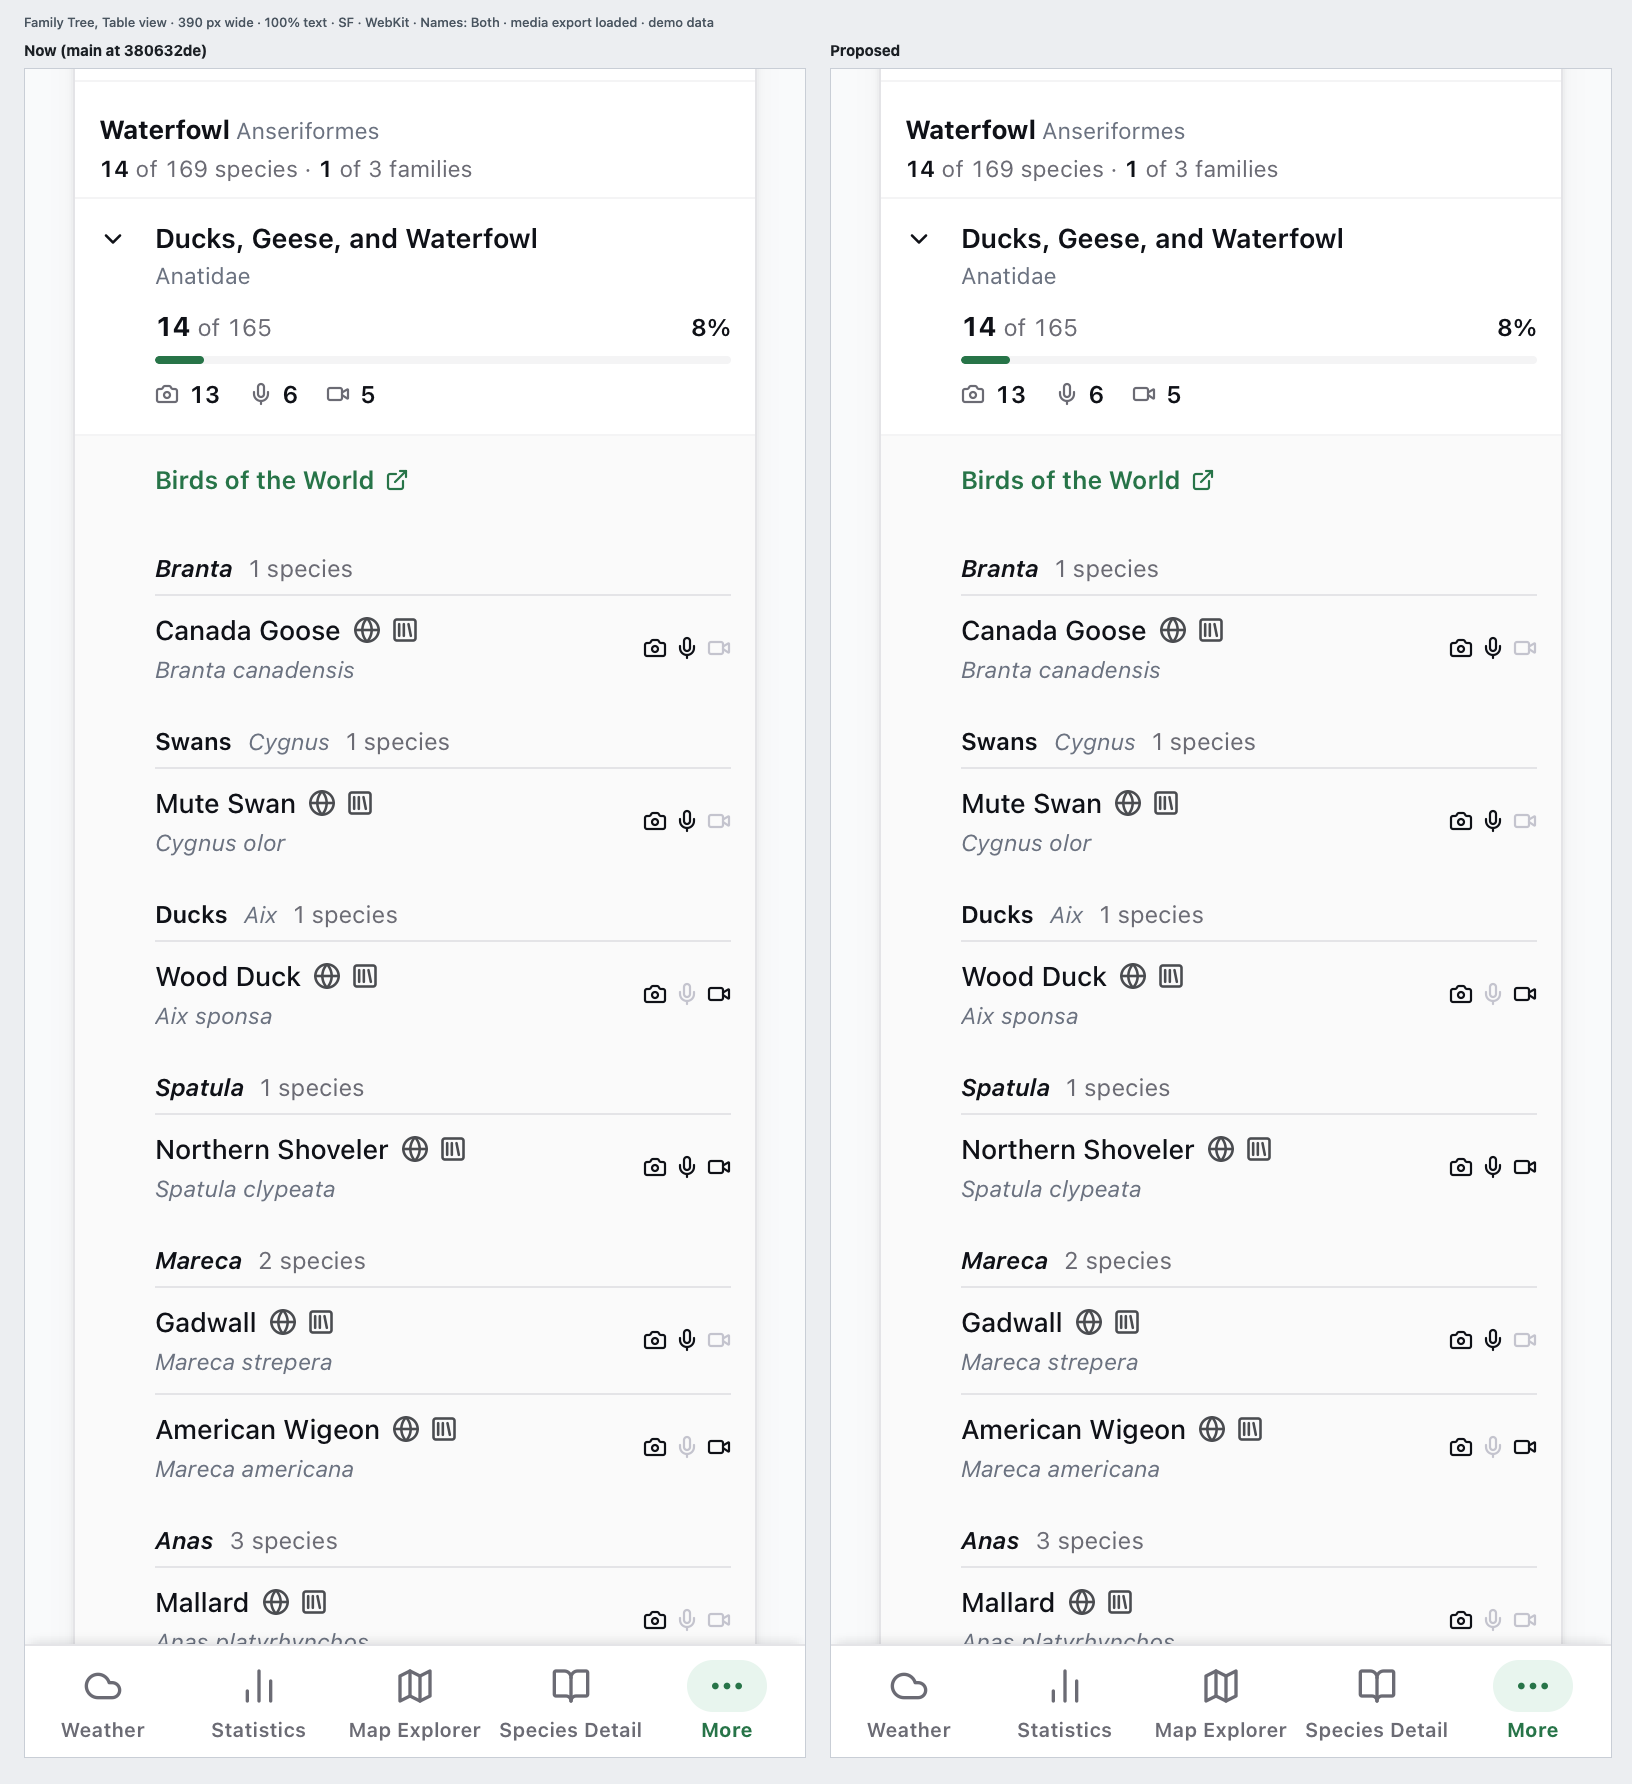 Family Tree, Table view · 390 px wide · 100% text · SF · WebKit · Names: Both · media export loaded · demo data
Now (main at 380632de)
Waterfowl Anseriformes
14 of 169 species · 1 of 3 families
Ducks, Geese, and Waterfowl
Anatidae
14 of 165 8%
13 6 5
Birds of the World
Branta 1 species
Canada Goose
Branta canadensis
Swans Cygnus 1 species
Mute Swan
Cygnus olor
Ducks Aix 1 species
Wood Duck
Aix sponsa
Spatula 1 species
Northern Shoveler
Spatula clypeata
Mareca 2 species
Gadwall
Mareca strepera
American Wigeon
Mareca americana
Anas 3 species
Mallard
Anas platyrhynchos
Weather Statistics Map Explorer Species Detail More
Proposed
Waterfowl Anseriformes
14 of 169 species · 1 of 3 families
Ducks, Geese, and Waterfowl
Anatidae
14 of 165 8%
13 6 5
Birds of the World
Branta 1 species
Canada Goose
Branta canadensis
Swans Cygnus 1 species
Mute Swan
Cygnus olor
Ducks Aix 1 species
Wood Duck
Aix sponsa
Spatula 1 species
Northern Shoveler
Spatula clypeata
Mareca 2 species
Gadwall
Mareca strepera
American Wigeon
Mareca americana
Anas 3 species
Mallard
Anas platyrhynchos
Weather Statistics Map Explorer Species Detail More